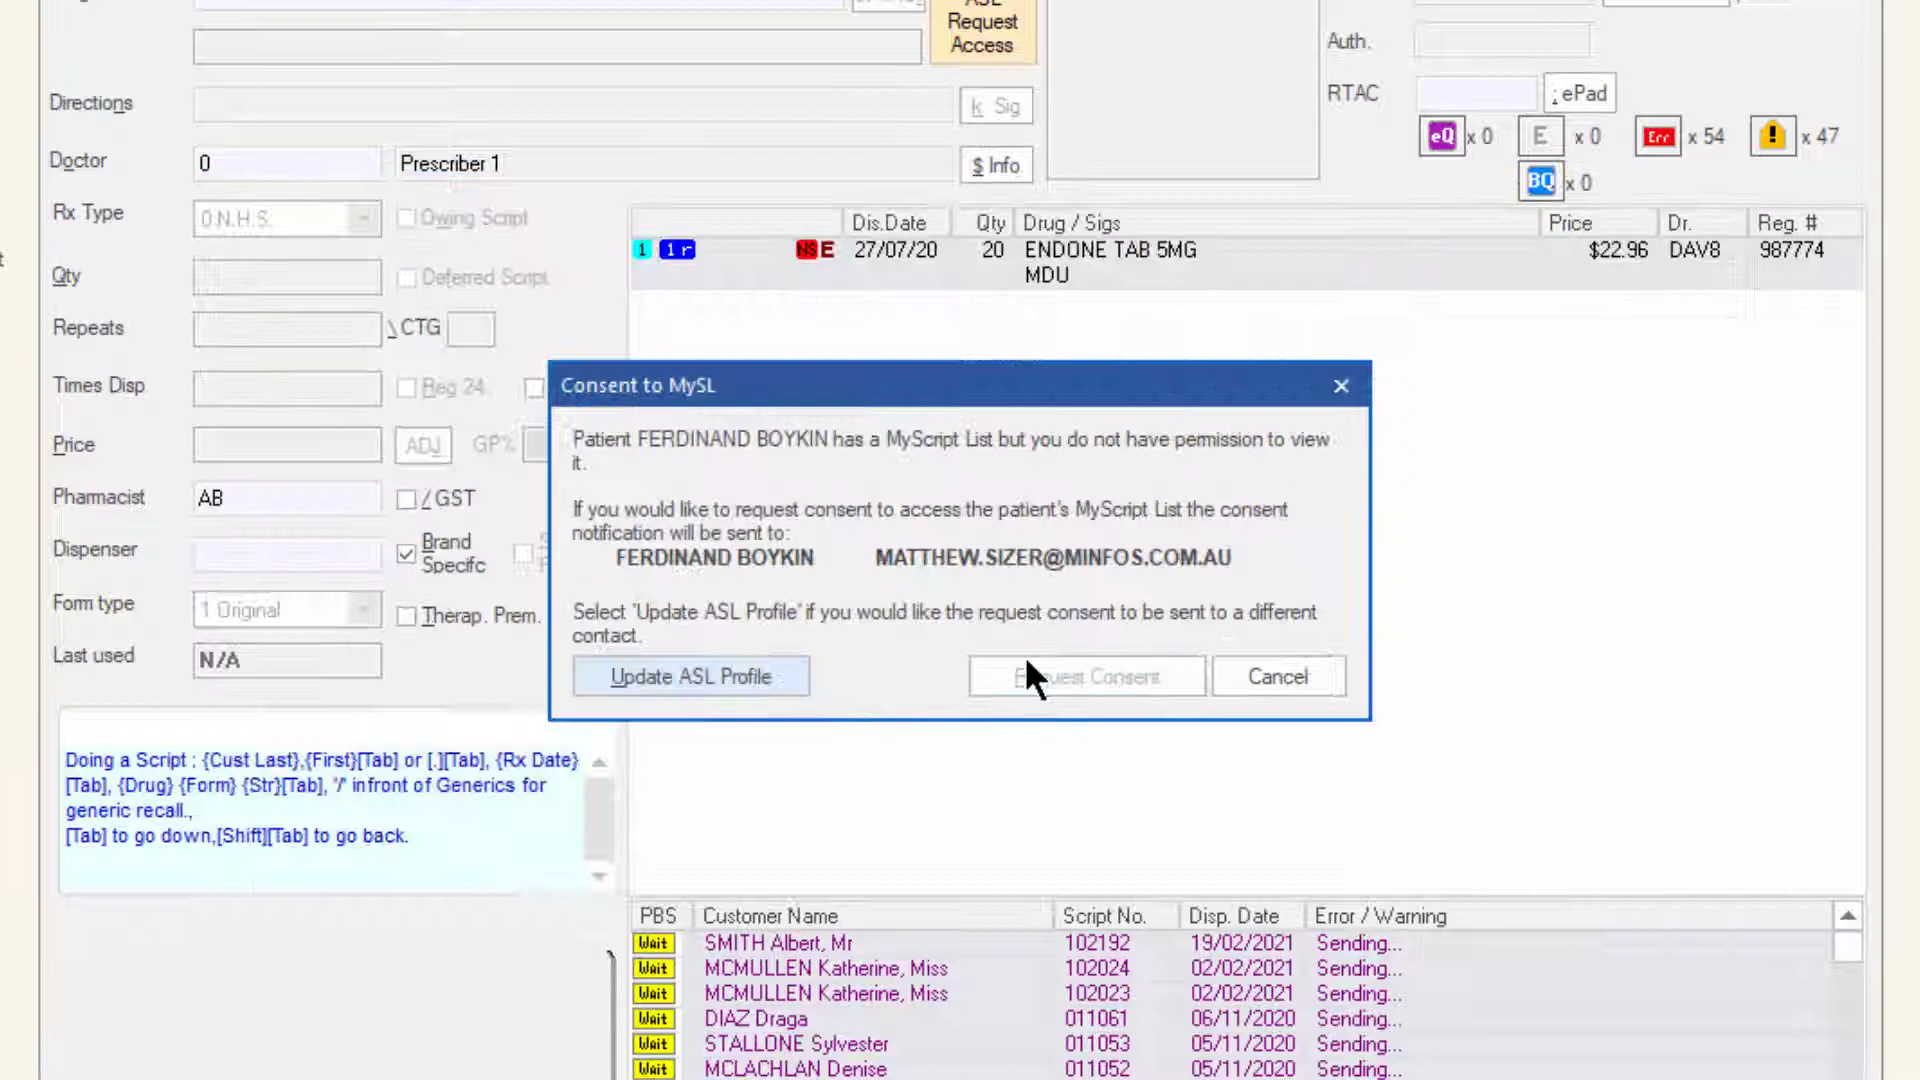 Request
Access
Auth.
RTAC
; ePad
Directions
k Sig
eQ x 0
E x 0
Err x 54
! x 47
Doctor
0
Prescriber 1
$ Info
BQ x 0
Rx Type
0 N.H.S.
Owing Script
Dis.Date
Qty
Drug / Sigs
Price
Dr.
Reg. #
1
1 r
NS E
27/07/20
20
ENDONE TAB 5MG
$22.96
DAV8
987774
MDU
Qty
Deferred Script
Repeats
\ CTG
Times Disp
Reg 24
Price
ADJ
GP%
Pharmacist
AB
/ GST
Dispenser
Brand
Specifc
Form type
1 Original
Therap. Prem.
Last used
N/A
Consent to MySL
Patient FERDINAND BOYKIN has a MyScript List but you do not have permission to view
it.
If you would like to request consent to access the patient's MyScript List the consent
notification will be sent to:
FERDINAND BOYKIN MATTHEW.SIZER@MINFOS.COM.AU
Select 'Update ASL Profile' if you would like the request consent to be sent to a different
contact.
Update ASL Profile
Consent
Cancel
Doing a Script : {Cust Last},{First}[Tab] or [.][Tab], {Rx Date}
[Tab], {Drug} {Form} {Str}[Tab], '/' infront of Generics for
generic recall.,
[Tab] to go down,[Shift][Tab] to go back.
PBS Customer Name Script No. Disp. Date Error / Warning
Wait SMITH Albert, Mr 102192 19/02/2021 Sending...
Wait MCMULLEN Katherine, Miss 102024 02/02/2021 Sending...
Wait MCMULLEN Katherine, Miss 102023 02/02/2021 Sending...
Wait DIAZ Draga 011061 06/11/2020 Sending...
Wait STALLONE Sylvester 011053 05/11/2020 Sending...
Wait MCLACHLAN Denise 011052 05/11/2020 Sending...